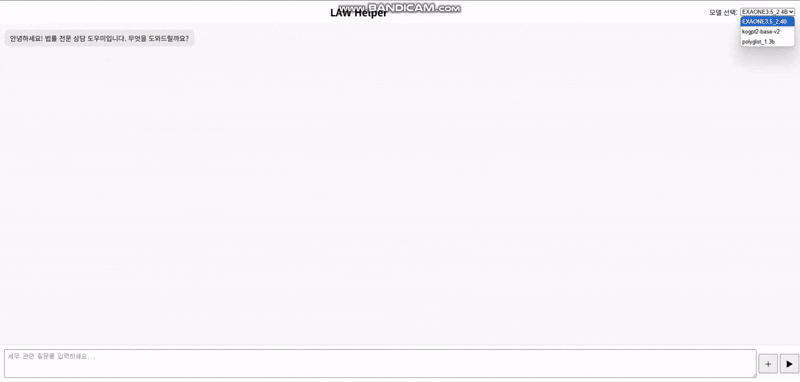 www.BANDICAM.com
LAW Helper
모델 선택: EXAONE3.5_2.4B
EXAONE3.5_2.4B
kogpt2-base-v2
polyglot_1.3b
안녕하세요! 법률 전문 상담 도우미입니다. 무엇을 도와드릴까요?
세무 관련 질문을 입력하세요...
+